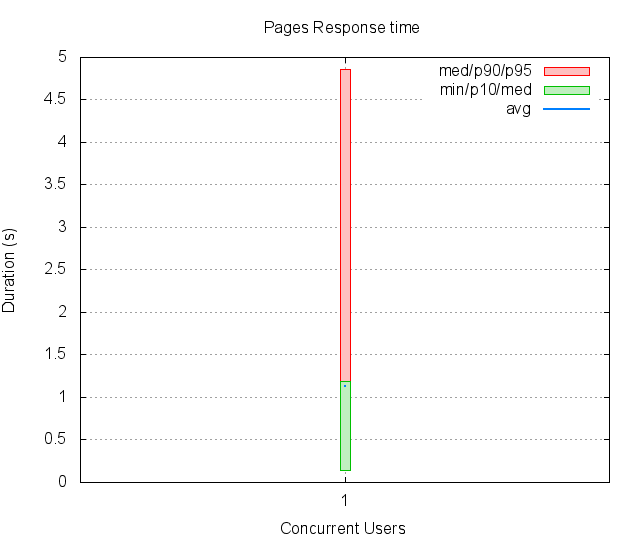 Pages Response time
med/p90/p95
min/p10/med
avg
5
4.5
4
3.5
3
2.5
2
1.5
1
0.5
0
Duration (s)
1
Concurrent Users